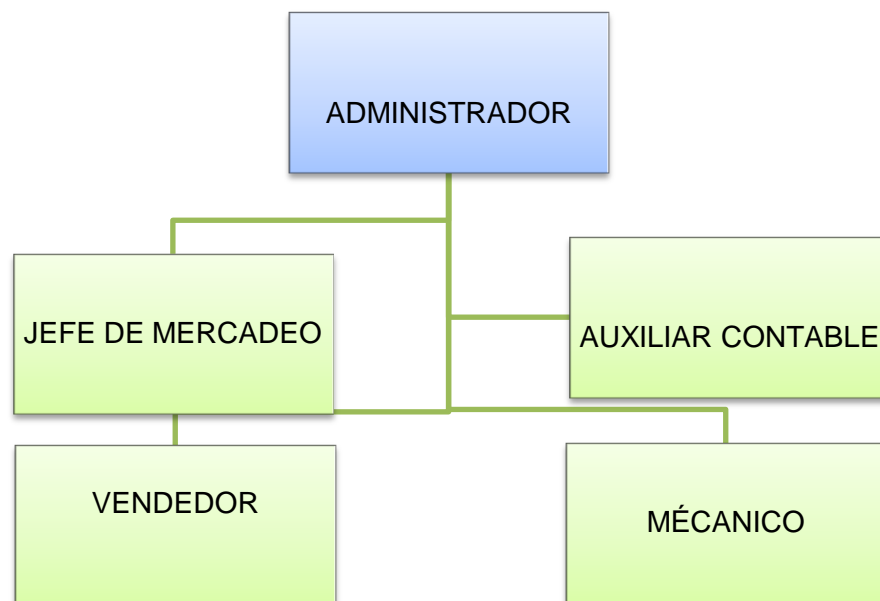 ADMINISTRADOR
JEFE DE MERCADEO
AUXILIAR CONTABLE
VENDEDOR
MÉCANICO